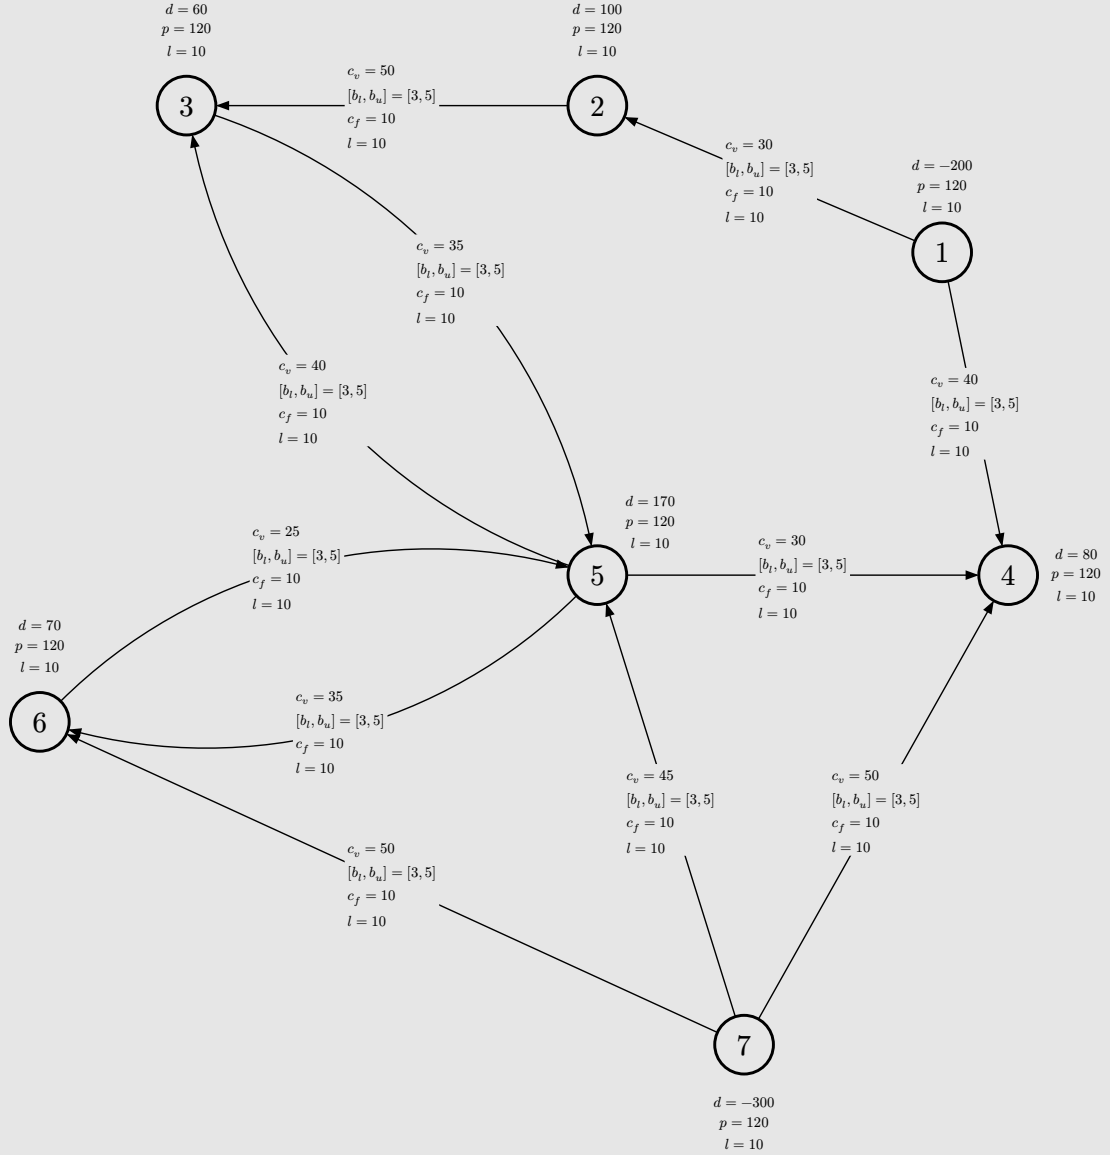 d = 60
p = 120
l = 10
3
d = 100
p = 120
l = 10
2
c_v = 50
[b_l, b_u] = [3, 5]
c_f = 10
l = 10
c_v = 30
[b_l, b_u] = [3, 5]
c_f = 10
l = 10
d = −200
p = 120
l = 10
1
c_v = 35
[b_l, b_u] = [3, 5]
c_f = 10
l = 10
c_v = 40
[b_l, b_u] = [3, 5]
c_f = 10
l = 10
c_v = 40
[b_l, b_u] = [3, 5]
c_f = 10
l = 10
d = 170
p = 120
l = 10
5
c_v = 25
[b_l, b_u] = [3, 5]
c_f = 10
l = 10
c_v = 30
[b_l, b_u] = [3, 5]
c_f = 10
l = 10
4
d = 80
p = 120
l = 10
d = 70
p = 120
l = 10
6
c_v = 35
[b_l, b_u] = [3, 5]
c_f = 10
l = 10
c_v = 45
[b_l, b_u] = [3, 5]
c_f = 10
l = 10
c_v = 50
[b_l, b_u] = [3, 5]
c_f = 10
l = 10
c_v = 50
[b_l, b_u] = [3, 5]
c_f = 10
l = 10
7
d = −300
p = 120
l = 10